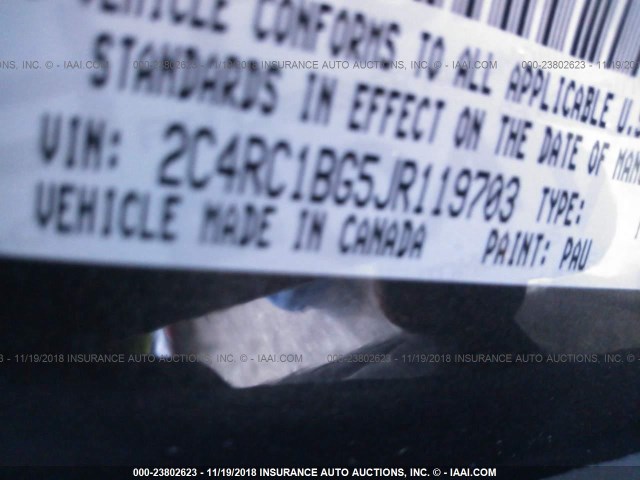 VEHICLE CONFORMS TO ALL APPLICABLE U.S
STANDARDS IN EFFECT ON THE DATE OF MAN
VIN: 2C4RC1BG5JR119703 TYPE:
VEHICLE MADE IN CANADA PAINT: PAU
000-23802623 - 11/19/2018 INSURANCE AUTO AUCTIONS, INC. - © - IAAI.COM